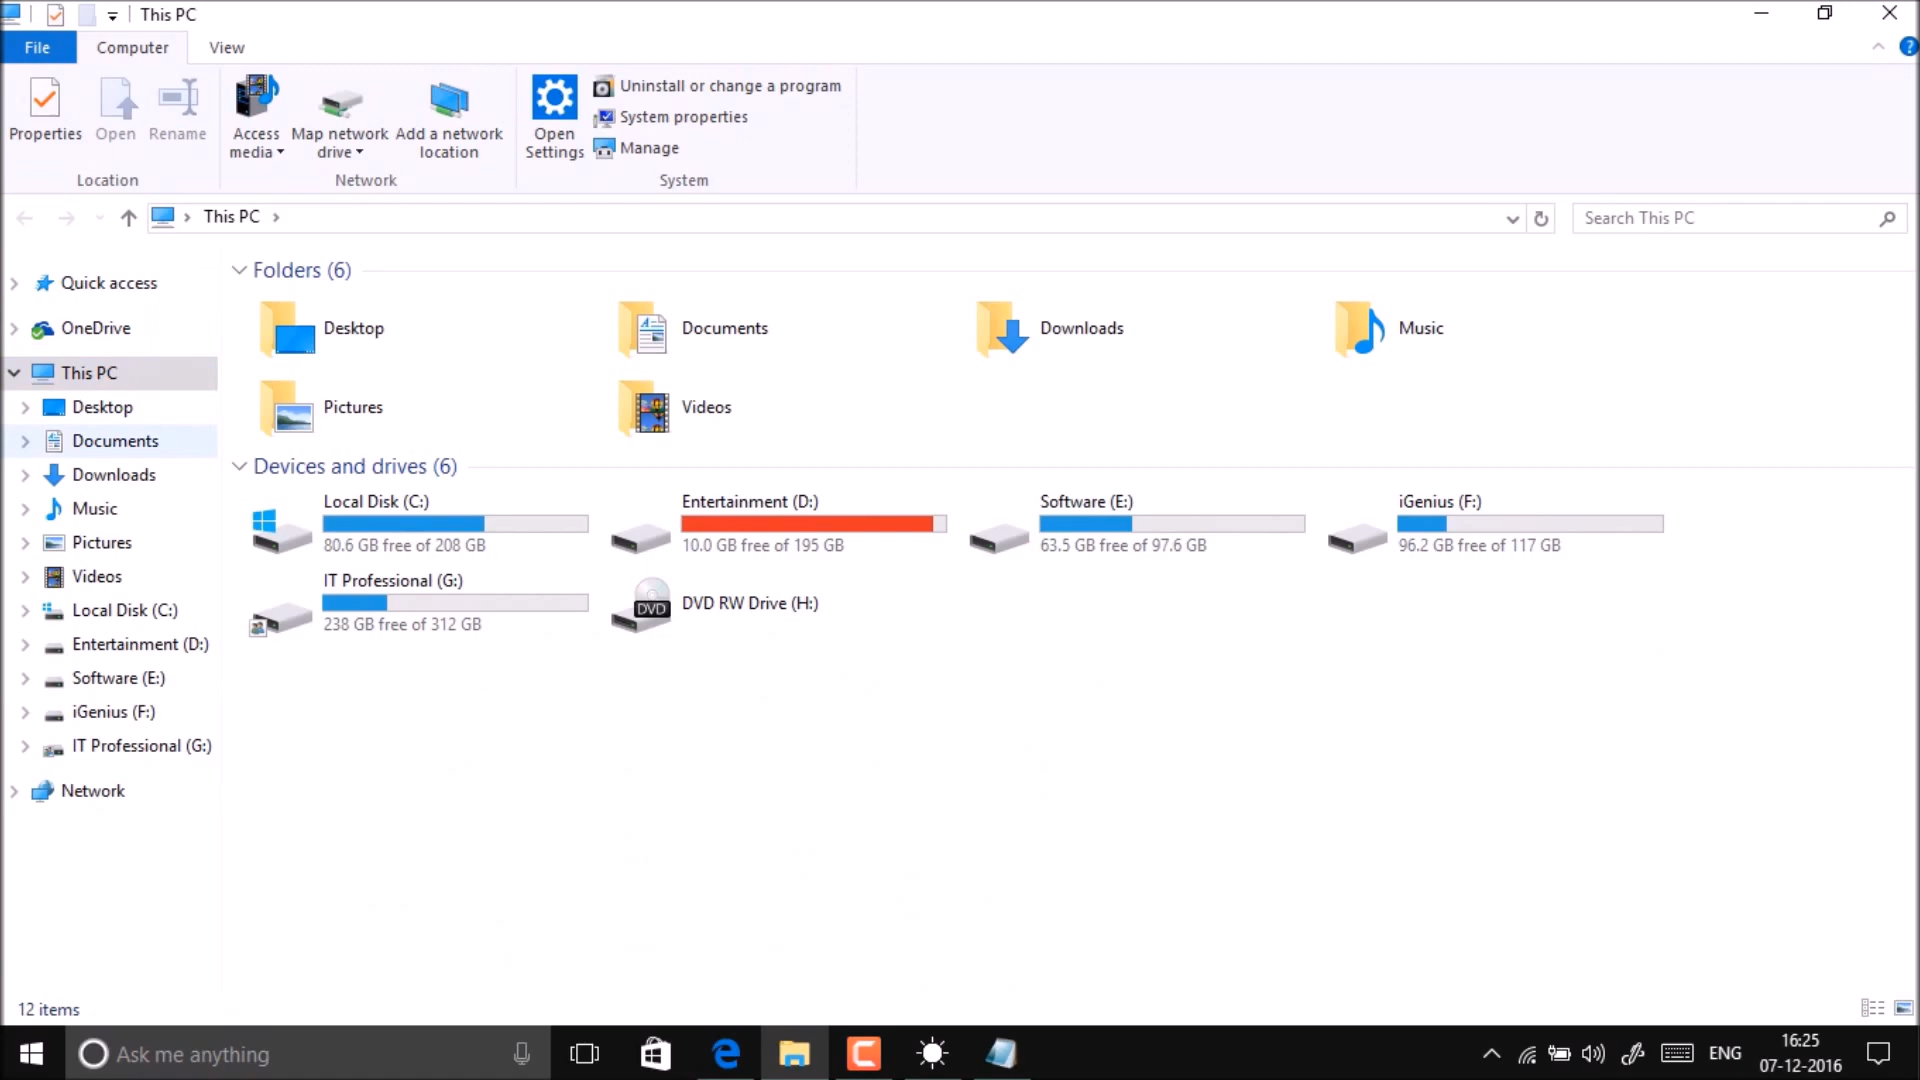 This PC
File
Computer
View
Properties
Open
Rename
Access media
Map network drive
Add a network location
Open Settings
Uninstall or change a program
System properties
Manage
Location
Network
System
This PC
Search This PC
Quick access
OneDrive
This PC
Desktop
Documents
Downloads
Music
Pictures
Videos
Local Disk (C:)
Entertainment (D:)
Software (E:)
iGenius (F:)
IT Professional (G:)
Network
Folders (6)
Desktop
Documents
Downloads
Music
Pictures
Videos
Devices and drives (6)
Local Disk (C:)
80.6 GB free of 208 GB
Entertainment (D:)
10.0 GB free of 195 GB
Software (E:)
63.5 GB free of 97.6 GB
iGenius (F:)
96.2 GB free of 117 GB
IT Professional (G:)
238 GB free of 312 GB
DVD
DVD RW Drive (H:)
12 items
Ask me anything
ENG
16:25
07-12-2016